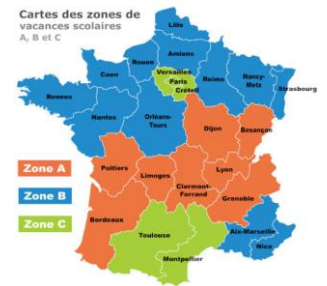 Cartes des zones de
vacances scolaires
A, B et C
Lille
Amiens
Rouen
Caen
Versailles
Paris
Créteil
Reims
Nancy-
Metz
Strasbourg
Rennes
Nantes
Orléans-
Tours
Dijon
Besançon
Zone A
Zone B
Zone C
Poitiers
Limoges
Clermont-
Ferrand
Lyon
Grenoble
Bordeaux
Toulouse
Montpellier
Aix-Marseille
Nice